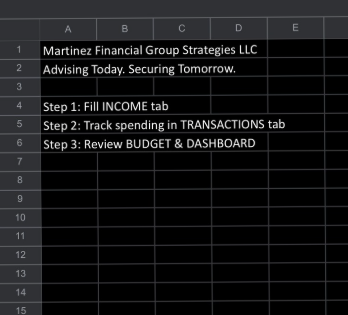 A B C D E
1 Martinez Financial Group Strategies LLC
2 Advising Today. Securing Tomorrow.
3
4 Step 1: Fill INCOME tab
5 Step 2: Track spending in TRANSACTIONS tab
6 Step 3: Review BUDGET & DASHBOARD
7
8
9
10
11
12
13
14
15